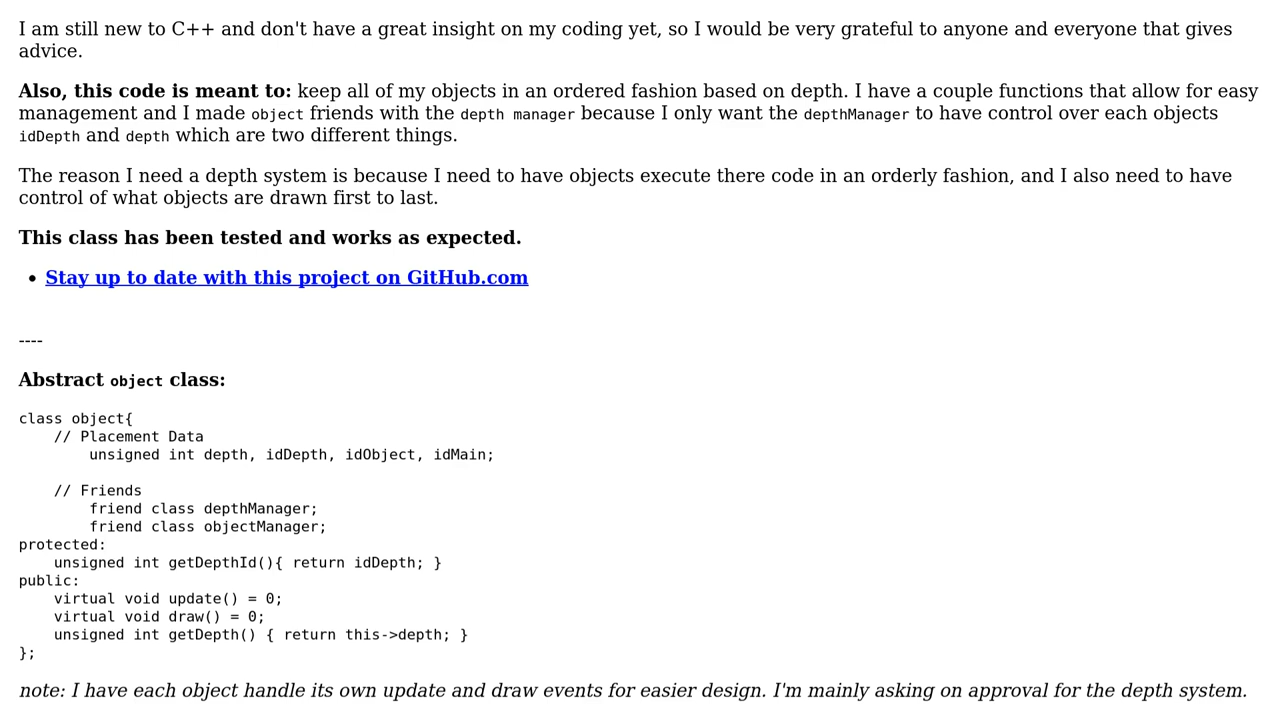 I am still new to C++ and don't have a great insight on my coding yet, so I would be very grateful to anyone and everyone that gives
advice.
Also, this code is meant to: keep all of my objects in an ordered fashion based on depth. I have a couple functions that allow for easy
management and I made object friends with the depth manager because I only want the depthManager to have control over each objects
idDepth and depth which are two different things.
The reason I need a depth system is because I need to have objects execute there code in an orderly fashion, and I also need to have
control of what objects are drawn first to last.
This class has been tested and works as expected.
• Stay up to date with this project on GitHub.com
----
Abstract object class:
class object{
    // Placement Data
        unsigned int depth, idDepth, idObject, idMain;
    // Friends
        friend class depthManager;
        friend class objectManager;
protected:
    unsigned int getDepthId(){ return idDepth; }
public:
    virtual void update() = 0;
    virtual void draw() = 0;
    unsigned int getDepth() { return this->depth; }
};
note: I have each object handle its own update and draw events for easier design. I'm mainly asking on approval for the depth system.